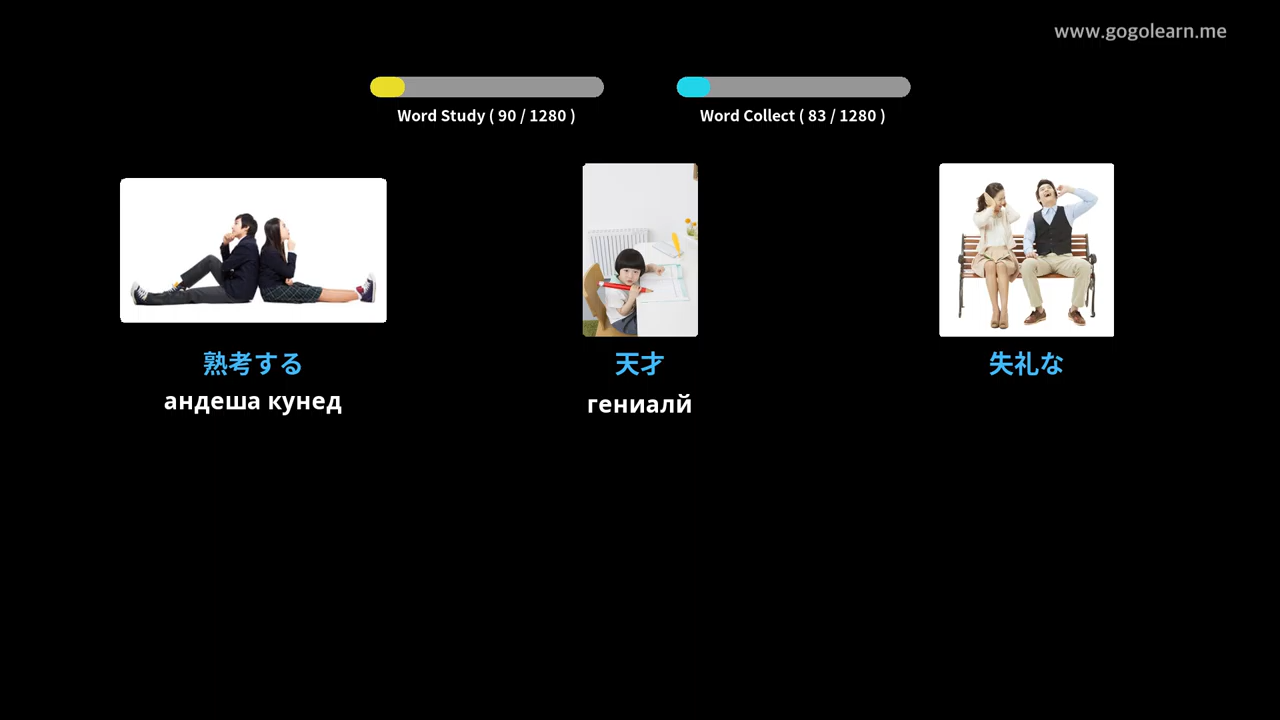 www.gogolearn.me
Word Study ( 90 / 1280 )
Word Collect ( 83 / 1280 )
熟考する
天才
失礼な
андеша кунед
гениалй